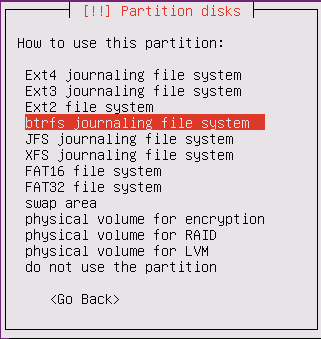 [!!] Partition disks
How to use this partition:
Ext4 journaling file system
Ext3 journaling file system
Ext2 file system
btrfs journaling file system
JFS journaling file system
XFS journaling file system
FAT16 file system
FAT32 file system
swap area
physical volume for encryption
physical volume for RAID
physical volume for LVM
do not use the partition
<Go Back>